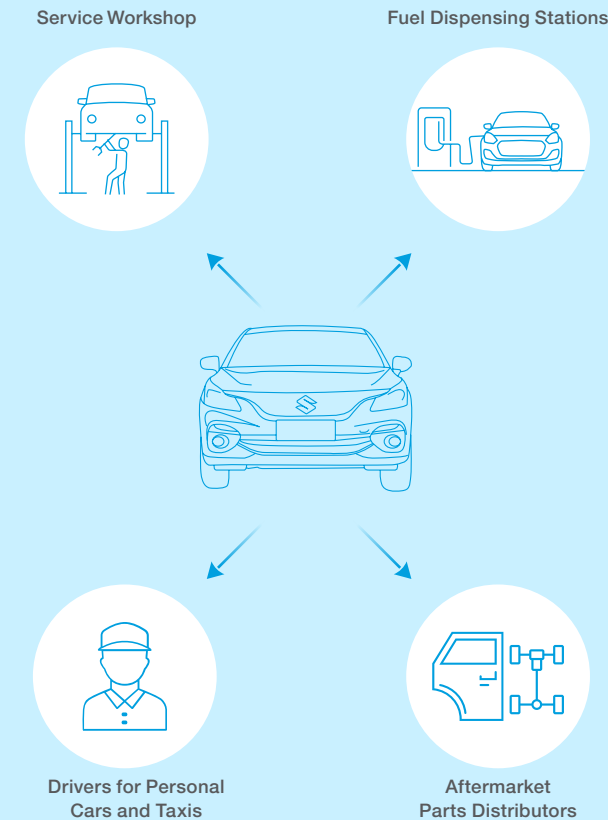 Service Workshop
Fuel Dispensing Stations
Drivers for Personal
Cars and Taxis
Aftermarket
Parts Distributors